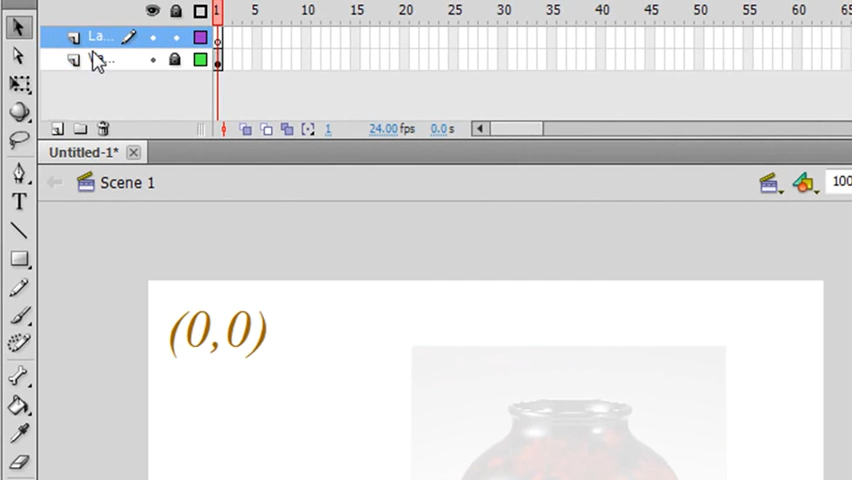 1 5 10 15 20 25 30 35 40 45 50 55 60 65
La...
1 24.00 fps 0.0 s
Untitled-1*
Scene 1
100
T
(0,0)